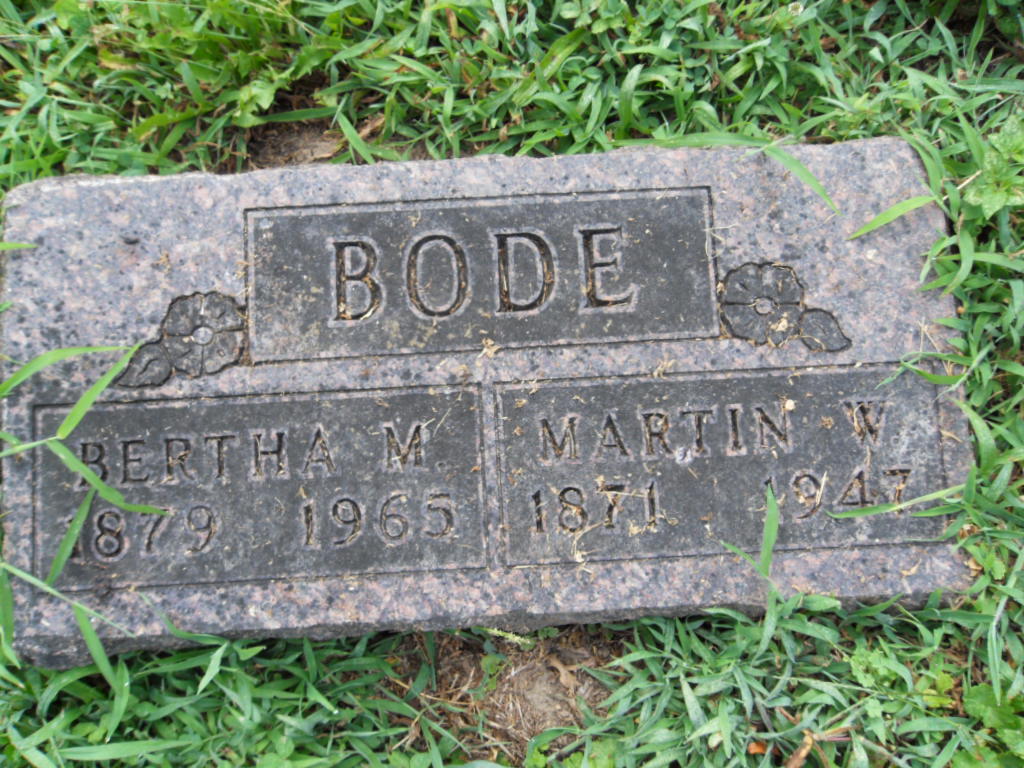 BODE
BERTHA M.
1879 1965
MARTIN W
1871 1947